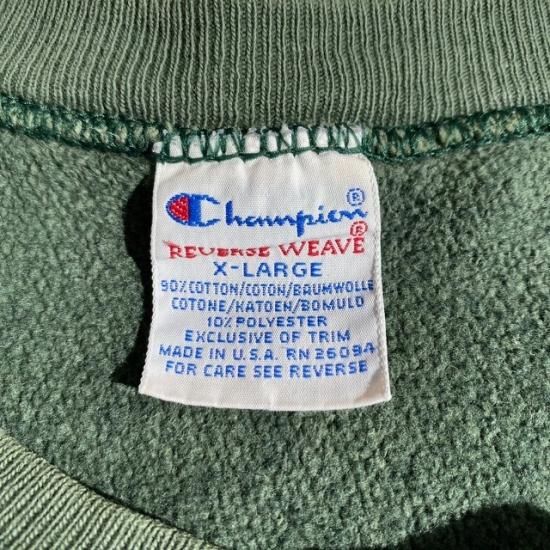 Champion®
REVERSE WEAVE®
X-LARGE
90% COTTON/COTON/BAUMWOLLE
COTONE/KATOEN/BOMULD
10% POLYESTER
EXCLUSIVE OF TRIM
MADE IN U.S.A. RN 26094
FOR CARE SEE REVERSE